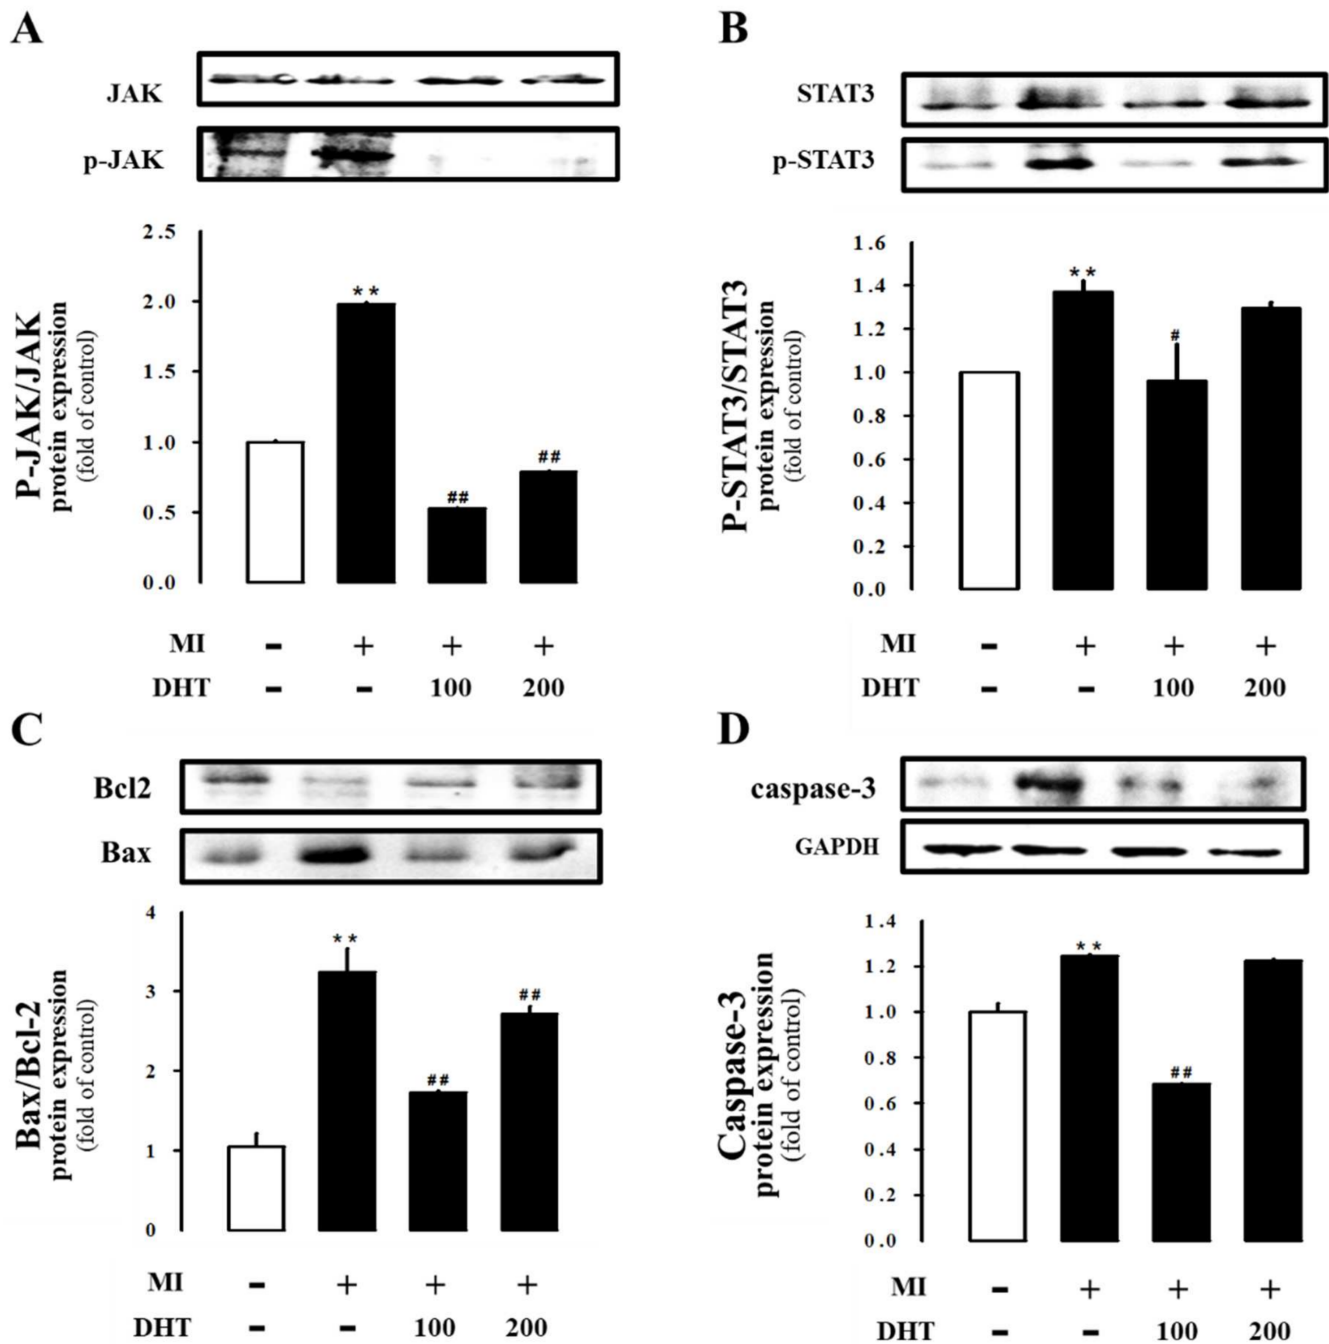 A
JAK
p-JAK
2.5
2.0
1.5
1.0
0.5
0.0
P-JAK/JAK
protein expression
(fold of control)
**
##
##
MI - + + +
DHT - - 100 200
B
STAT3
p-STAT3
1.6
1.4
1.2
1.0
0.8
0.6
0.4
0.2
0.0
P-STAT3/STAT3
protein expression
(fold of control)
**
#
MI - + + +
DHT - - 100 200
C
Bcl2
Bax
4
3
2
1
0
Bax/Bcl-2
protein expression
(fold of control)
**
##
##
MI - + + +
DHT - - 100 200
D
caspase-3
GAPDH
1.4
1.2
1.0
0.8
0.6
0.4
0.2
0.0
Caspase-3
protein expression
(fold of control)
**
##
MI - + + +
DHT - - 100 200